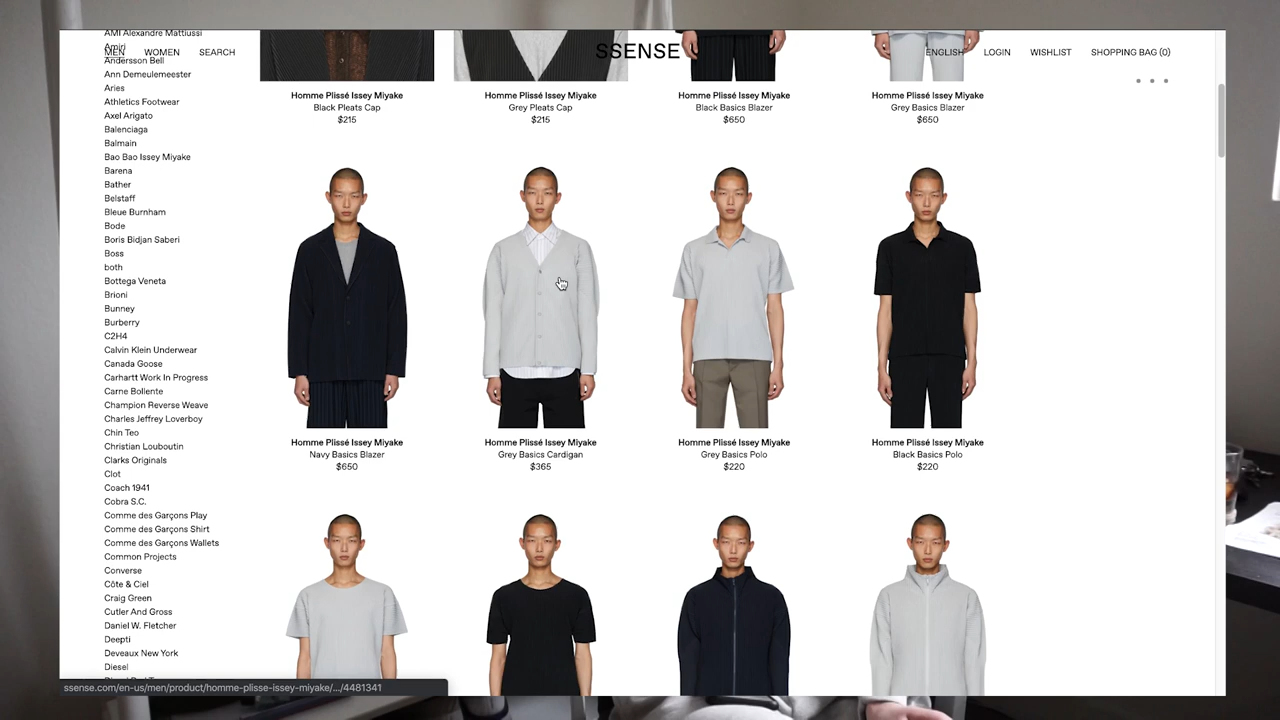 MEN
WOMEN
SEARCH
SSENSE
ENGLISH
LOGIN
WISHLIST
SHOPPING BAG (0)
AMI Alexandre Mattiussi
Amiri
Andersson Bell
Ann Demeulemeester
Aries
Athletics Footwear
Axel Arigato
Balenciaga
Balmain
Bao Bao Issey Miyake
Barena
Bather
Belstaff
Bleue Burnham
Bode
Boris Bidjan Saberi
Boss
both
Bottega Veneta
Brioni
Bunney
Burberry
C2H4
Calvin Klein Underwear
Canada Goose
Carhartt Work In Progress
Carne Bollente
Champion Reverse Weave
Charles Jeffrey Loverboy
Chin Teo
Christian Louboutin
Clarks Originals
Clot
Coach 1941
Cobra S.C.
Comme des Garçons Play
Comme des Garçons Shirt
Comme des Garçons Wallets
Common Projects
Converse
Côte & Ciel
Craig Green
Cutler And Gross
Daniel W. Fletcher
Deepti
Deveaux New York
Diesel
Homme Plissé Issey Miyake
Black Pleats Cap
$215
Homme Plissé Issey Miyake
Grey Pleats Cap
$215
Homme Plissé Issey Miyake
Black Basics Blazer
$650
Homme Plissé Issey Miyake
Grey Basics Blazer
$650
Homme Plissé Issey Miyake
Navy Basics Blazer
$650
Homme Plissé Issey Miyake
Grey Basics Cardigan
$365
Homme Plissé Issey Miyake
Grey Basics Polo
$220
Homme Plissé Issey Miyake
Black Basics Polo
$220
ssense.com/en-us/men/product/homme-plisse-issey-miyake/.../4481341